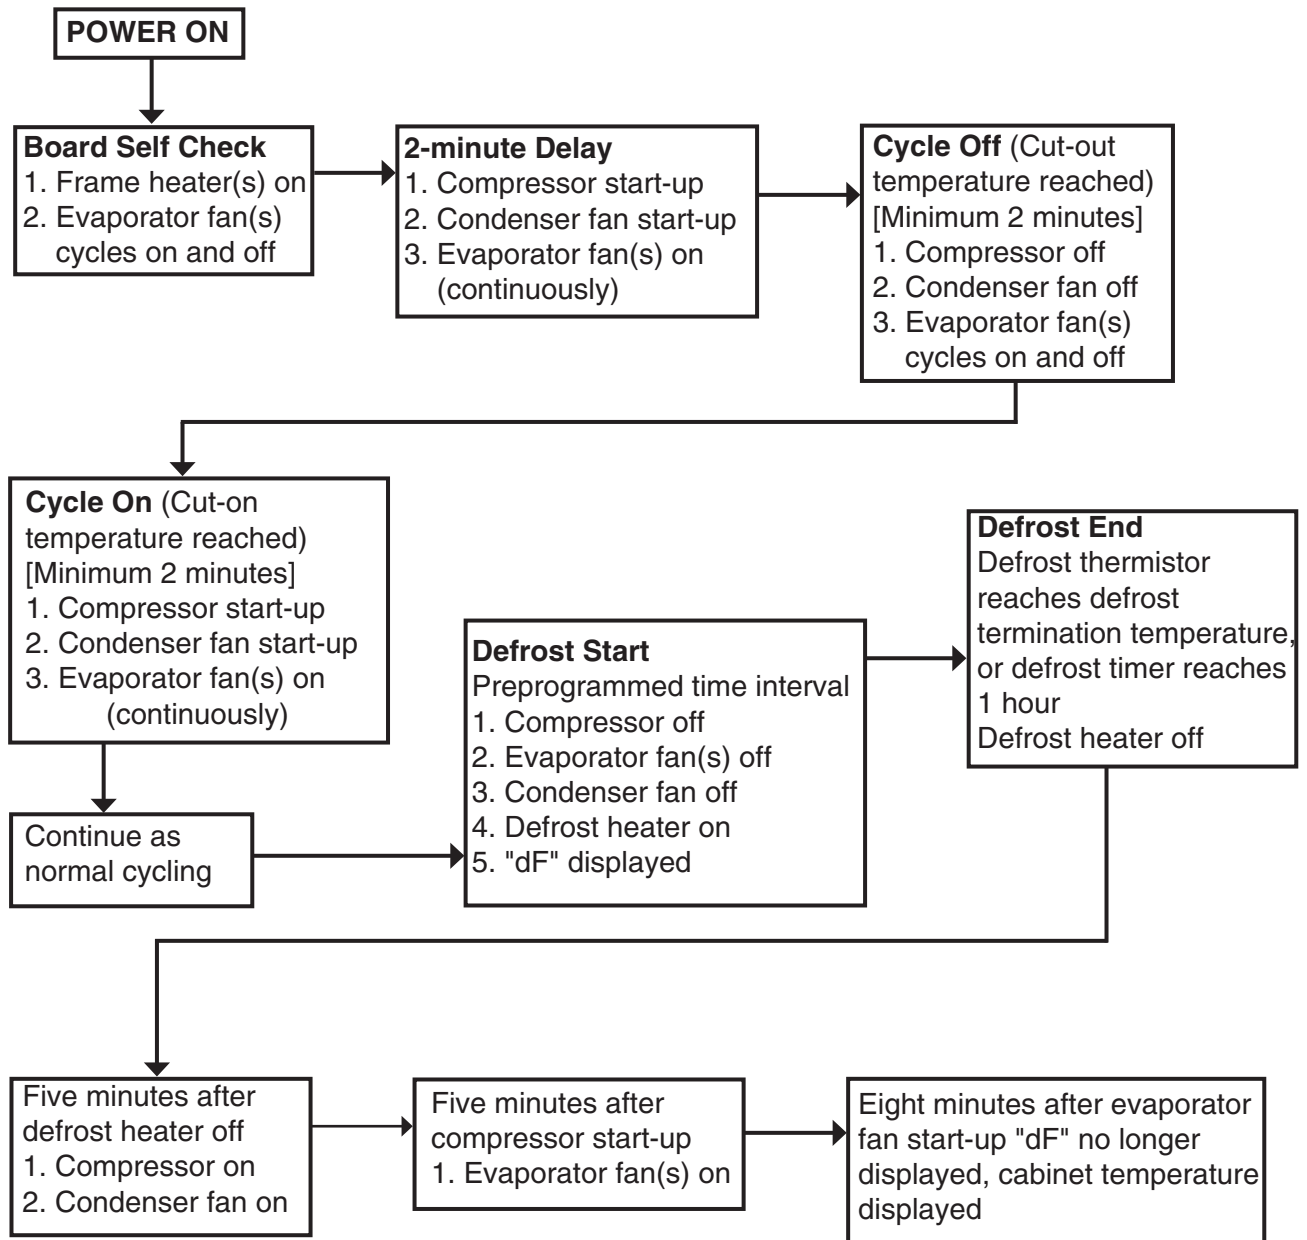 POWER ON
Board Self Check
1. Frame heater(s) on
2. Evaporator fan(s)
cycles on and off
2-minute Delay
1. Compressor start-up
2. Condenser fan start-up
3. Evaporator fan(s) on
(continuously)
Cycle Off (Cut-out
temperature reached)
[Minimum 2 minutes]
1. Compressor off
2. Condenser fan off
3. Evaporator fan(s)
cycles on and off
Cycle On (Cut-on
temperature reached)
[Minimum 2 minutes]
1. Compressor start-up
2. Condenser fan start-up
3. Evaporator fan(s) on
(continuously)
Continue as
normal cycling
Defrost Start
Preprogrammed time interval
1. Compressor off
2. Evaporator fan(s) off
3. Condenser fan off
4. Defrost heater on
5. "dF" displayed
Defrost End
Defrost thermistor
reaches defrost
termination temperature,
or defrost timer reaches
1 hour
Defrost heater off
Five minutes after
defrost heater off
1. Compressor on
2. Condenser fan on
Five minutes after
compressor start-up
1. Evaporator fan(s) on
Eight minutes after evaporator
fan start-up "dF" no longer
displayed, cabinet temperature
displayed